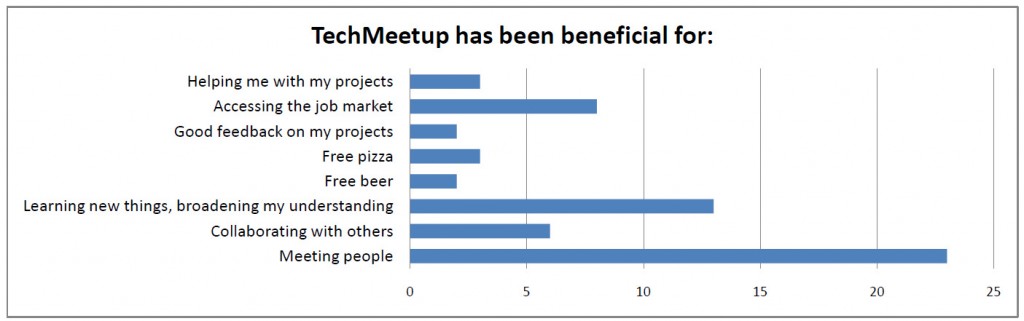 TechMeetup has been beneficial for:
Helping me with my projects
Accessing the job market
Good feedback on my projects
Free pizza
Free beer
Learning new things, broadening my understanding
Collaborating with others
Meeting people
0 5 10 15 20 25